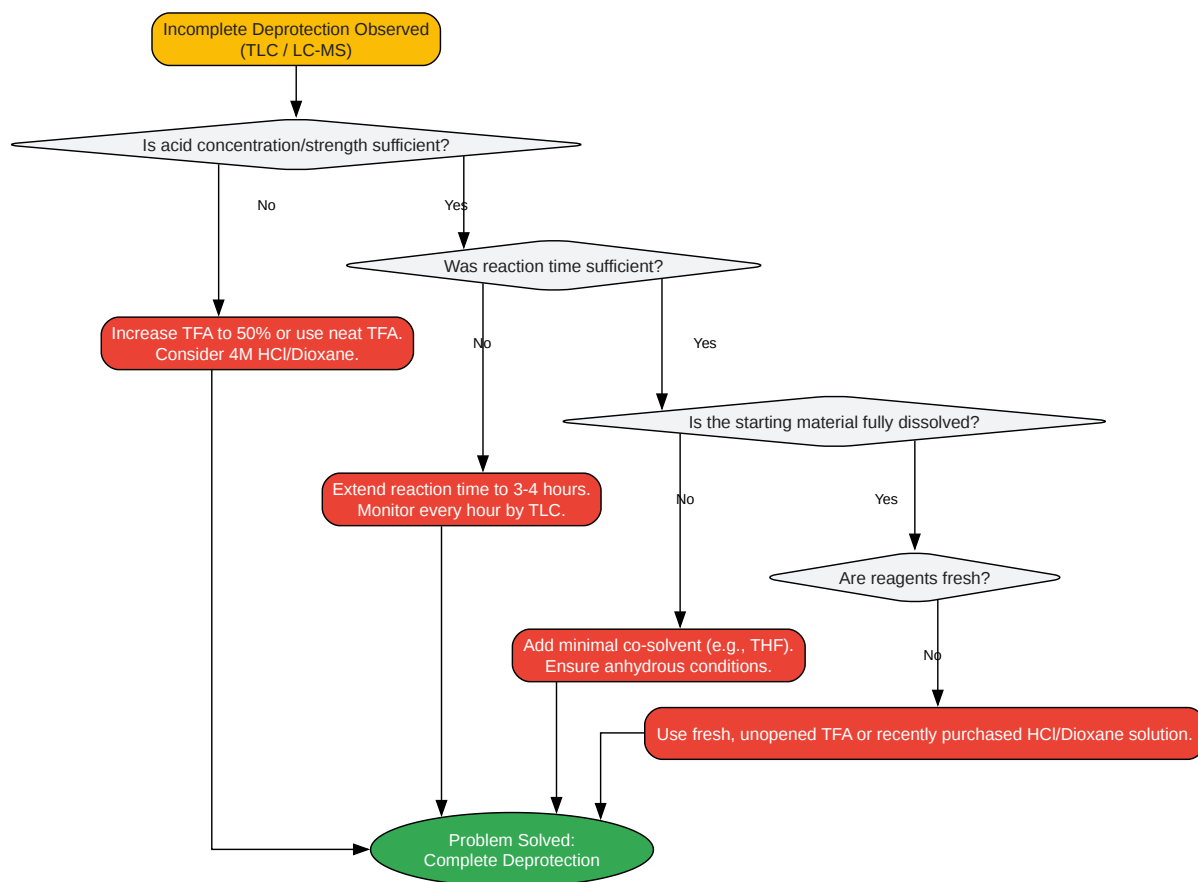 Incomplete Deprotection Observed
(TLC / LC-MS)
Is acid concentration/strength sufficient?
No
Yes
Was reaction time sufficient?
Increase TFA to 50% or use neat TFA.
Consider 4M HCl/Dioxane.
No
Yes
Is the starting material fully dissolved?
Extend reaction time to 3-4 hours.
Monitor every hour by TLC.
No
Yes
Are reagents fresh?
Add minimal co-solvent (e.g., THF).
Ensure anhydrous conditions.
No
Use fresh, unopened TFA or recently purchased HCl/Dioxane solution.
Problem Solved:
Complete Deprotection